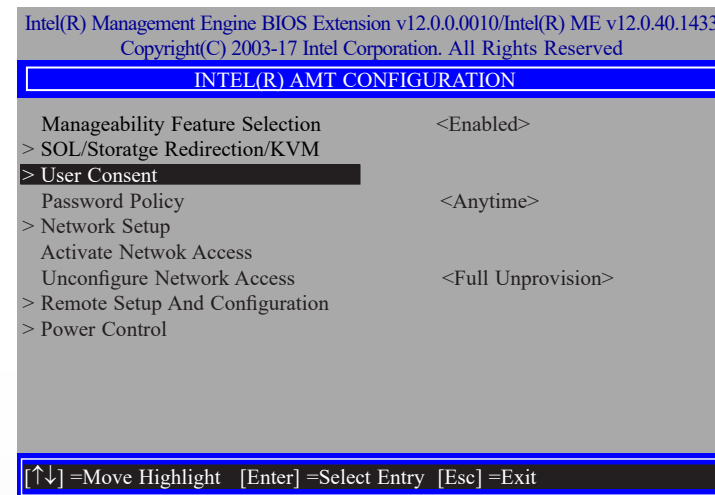 Intel(R) Management Engine BIOS Extension v12.0.0.0010/Intel(R) ME v12.0.40.1433
Copyright(C) 2003-17 Intel Corporation. All Rights Reserved
INTEL(R) AMT CONFIGURATION
Manageability Feature Selection <Enabled>
> SOL/Storatge Redirection/KVM
> User Consent
Password Policy <Anytime>
> Network Setup
Activate Netwok Access
Unconfigure Network Access <Full Unprovision>
> Remote Setup And Configuration
> Power Control
[↑↓] =Move Highlight [Enter] =Select Entry [Esc] =Exit